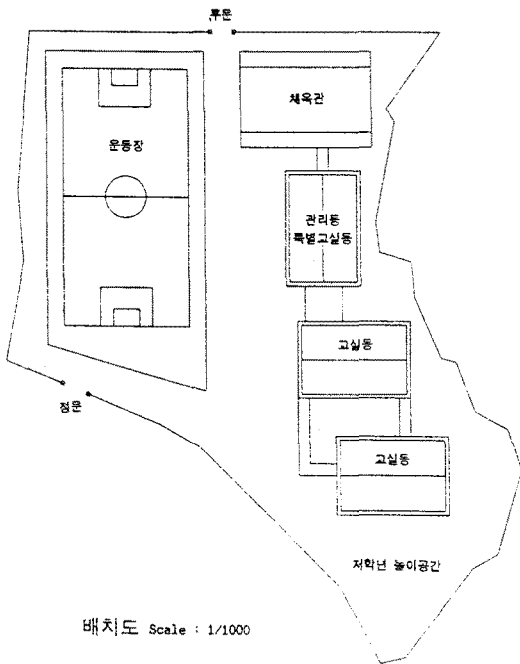 후문
체육관
운동장
관리동
특별교실동
교실동
정문
교실동
저학년 놀이공간
배치도 Scale : 1/1000